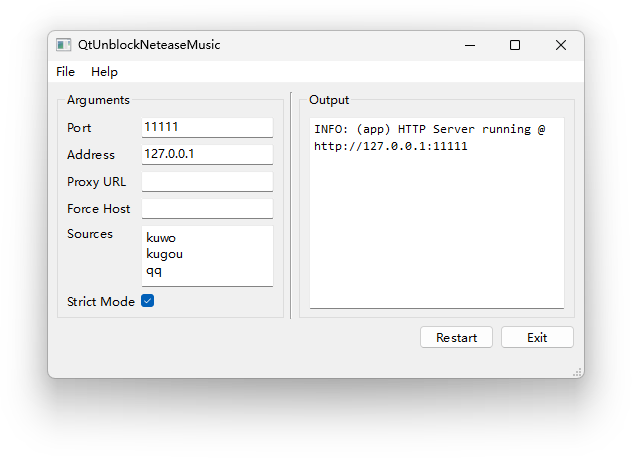 QtUnblockNeteaseMusic
File Help
Arguments
Port 11111
Address 127.0.0.1
Proxy URL
Force Host
Sources
kuwo
kugou
qq
Strict Mode
Output
INFO: (app) HTTP Server running @
http://127.0.0.1:11111
Restart Exit